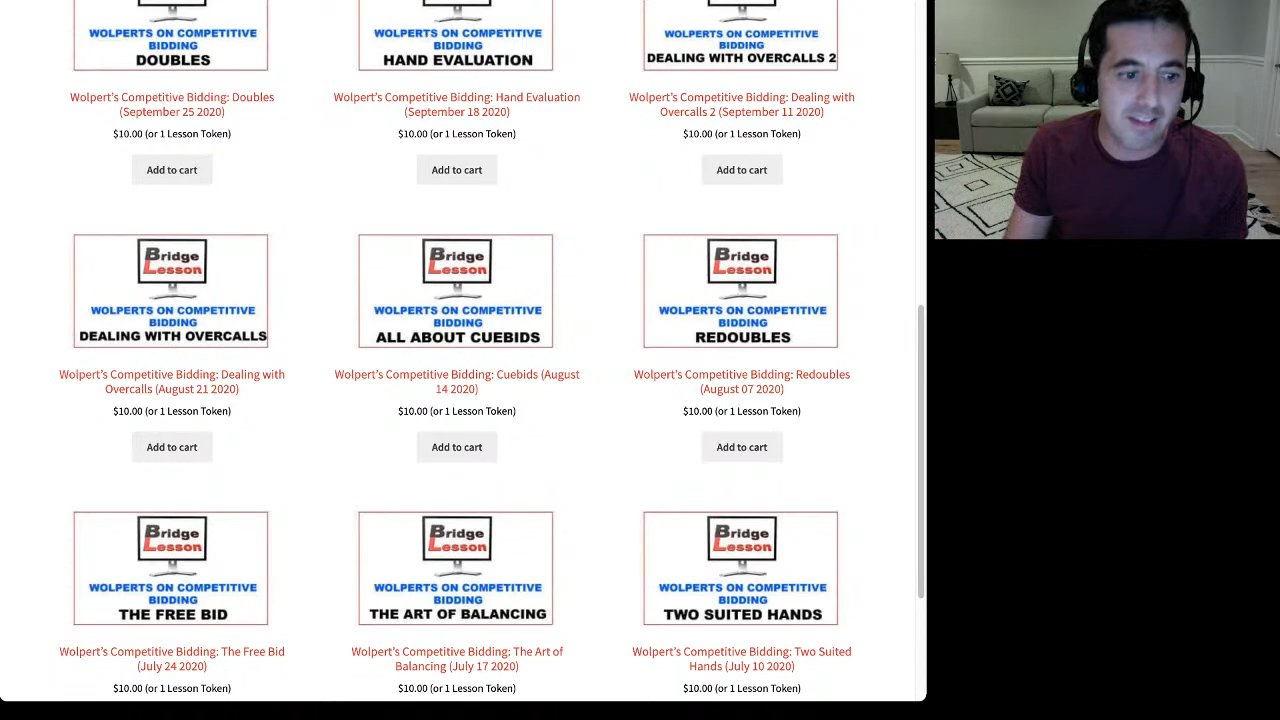 WOLPERTS ON COMPETITIVE
BIDDING
DOUBLES
WOLPERTS ON COMPETITIVE
BIDDING
HAND EVALUATION
WOLPERTS ON COMPETITIVE
BIDDING
DEALING WITH OVERCALLS 2
Wolpert's Competitive Bidding: Doubles
(September 25 2020)
Wolpert's Competitive Bidding: Hand Evaluation
(September 18 2020)
Wolpert's Competitive Bidding: Dealing with
Overcalls 2 (September 11 2020)
$10.00 (or 1 Lesson Token)
$10.00 (or 1 Lesson Token)
$10.00 (or 1 Lesson Token)
Add to cart
Add to cart
Add to cart
Bridge
Lesson
WOLPERTS ON COMPETITIVE
BIDDING
DEALING WITH OVERCALLS
Bridge
Lesson
WOLPERTS ON COMPETITIVE
BIDDING
ALL ABOUT CUEBIDS
Bridge
Lesson
WOLPERTS ON COMPETITIVE
BIDDING
REDOUBLES
Wolpert's Competitive Bidding: Dealing with
Overcalls (August 21 2020)
Wolpert's Competitive Bidding: Cuebids (August
14 2020)
Wolpert's Competitive Bidding: Redoubles
(August 07 2020)
$10.00 (or 1 Lesson Token)
$10.00 (or 1 Lesson Token)
$10.00 (or 1 Lesson Token)
Add to cart
Add to cart
Add to cart
Bridge
Lesson
WOLPERTS ON COMPETITIVE
BIDDING
THE FREE BID
Bridge
Lesson
WOLPERTS ON COMPETITIVE
BIDDING
THE ART OF BALANCING
Bridge
Lesson
WOLPERTS ON COMPETITIVE
BIDDING
TWO SUITED HANDS
Wolpert's Competitive Bidding: The Free Bid
(July 24 2020)
Wolpert's Competitive Bidding: The Art of
Balancing (July 17 2020)
Wolpert's Competitive Bidding: Two Suited
Hands (July 10 2020)
$10.00 (or 1 Lesson Token)
$10.00 (or 1 Lesson Token)
$10.00 (or 1 Lesson Token)